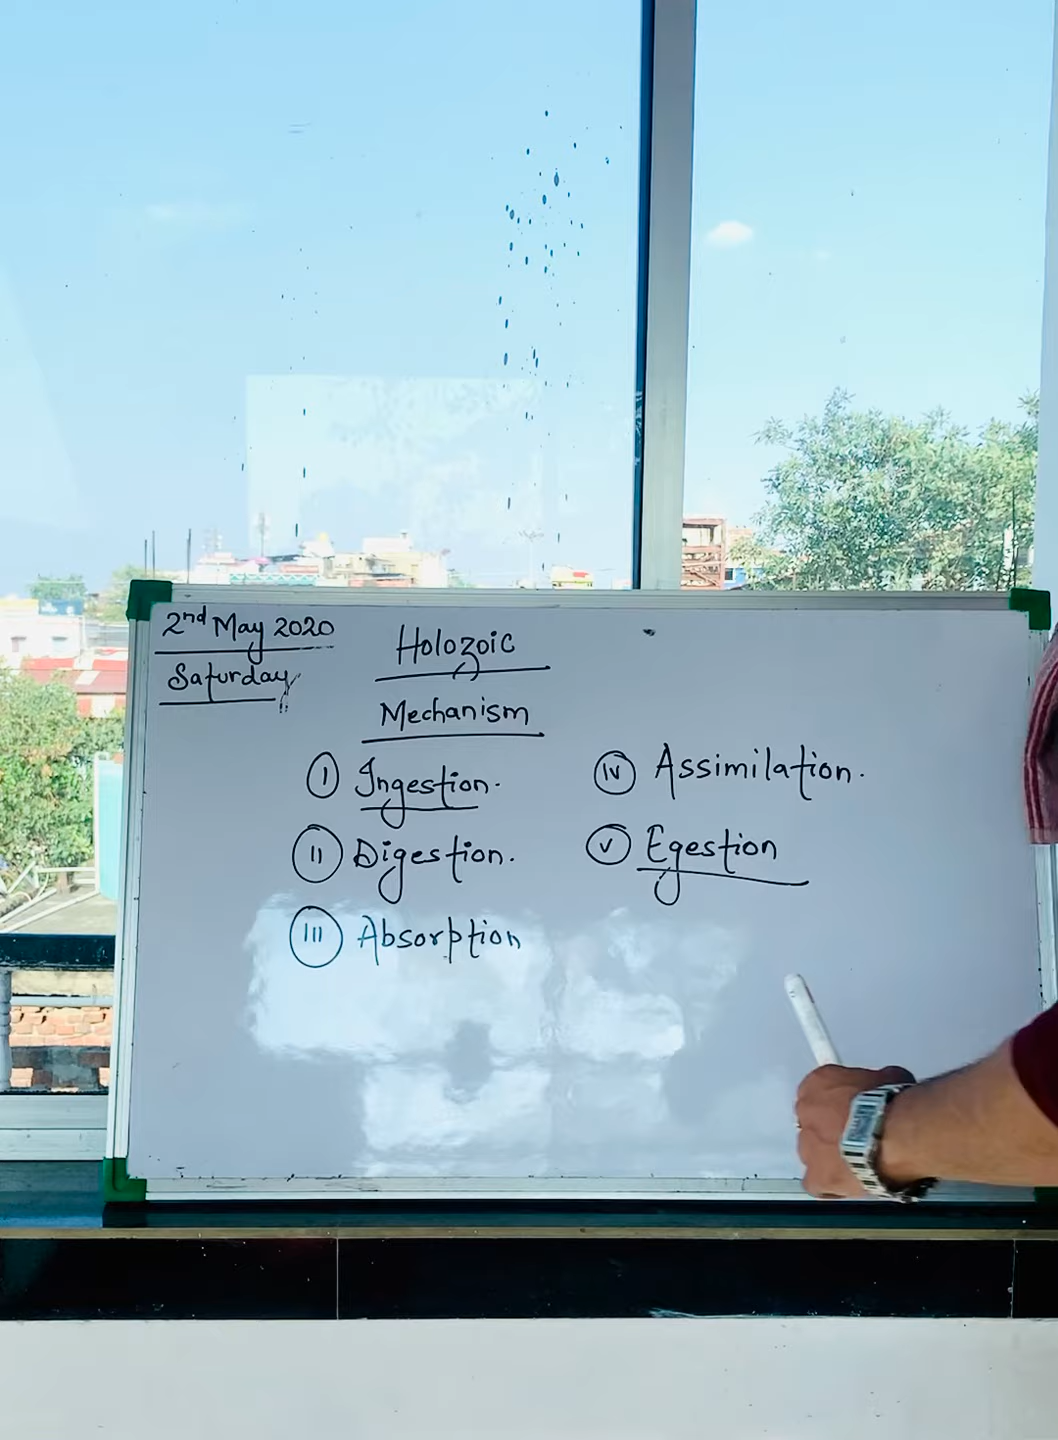 2nd May 2020
Saturday
Holozoic
Mechanism
(I) Ingestion.
(II) Digestion.
(III) Absorption
(IV) Assimilation.
(V) Egestion